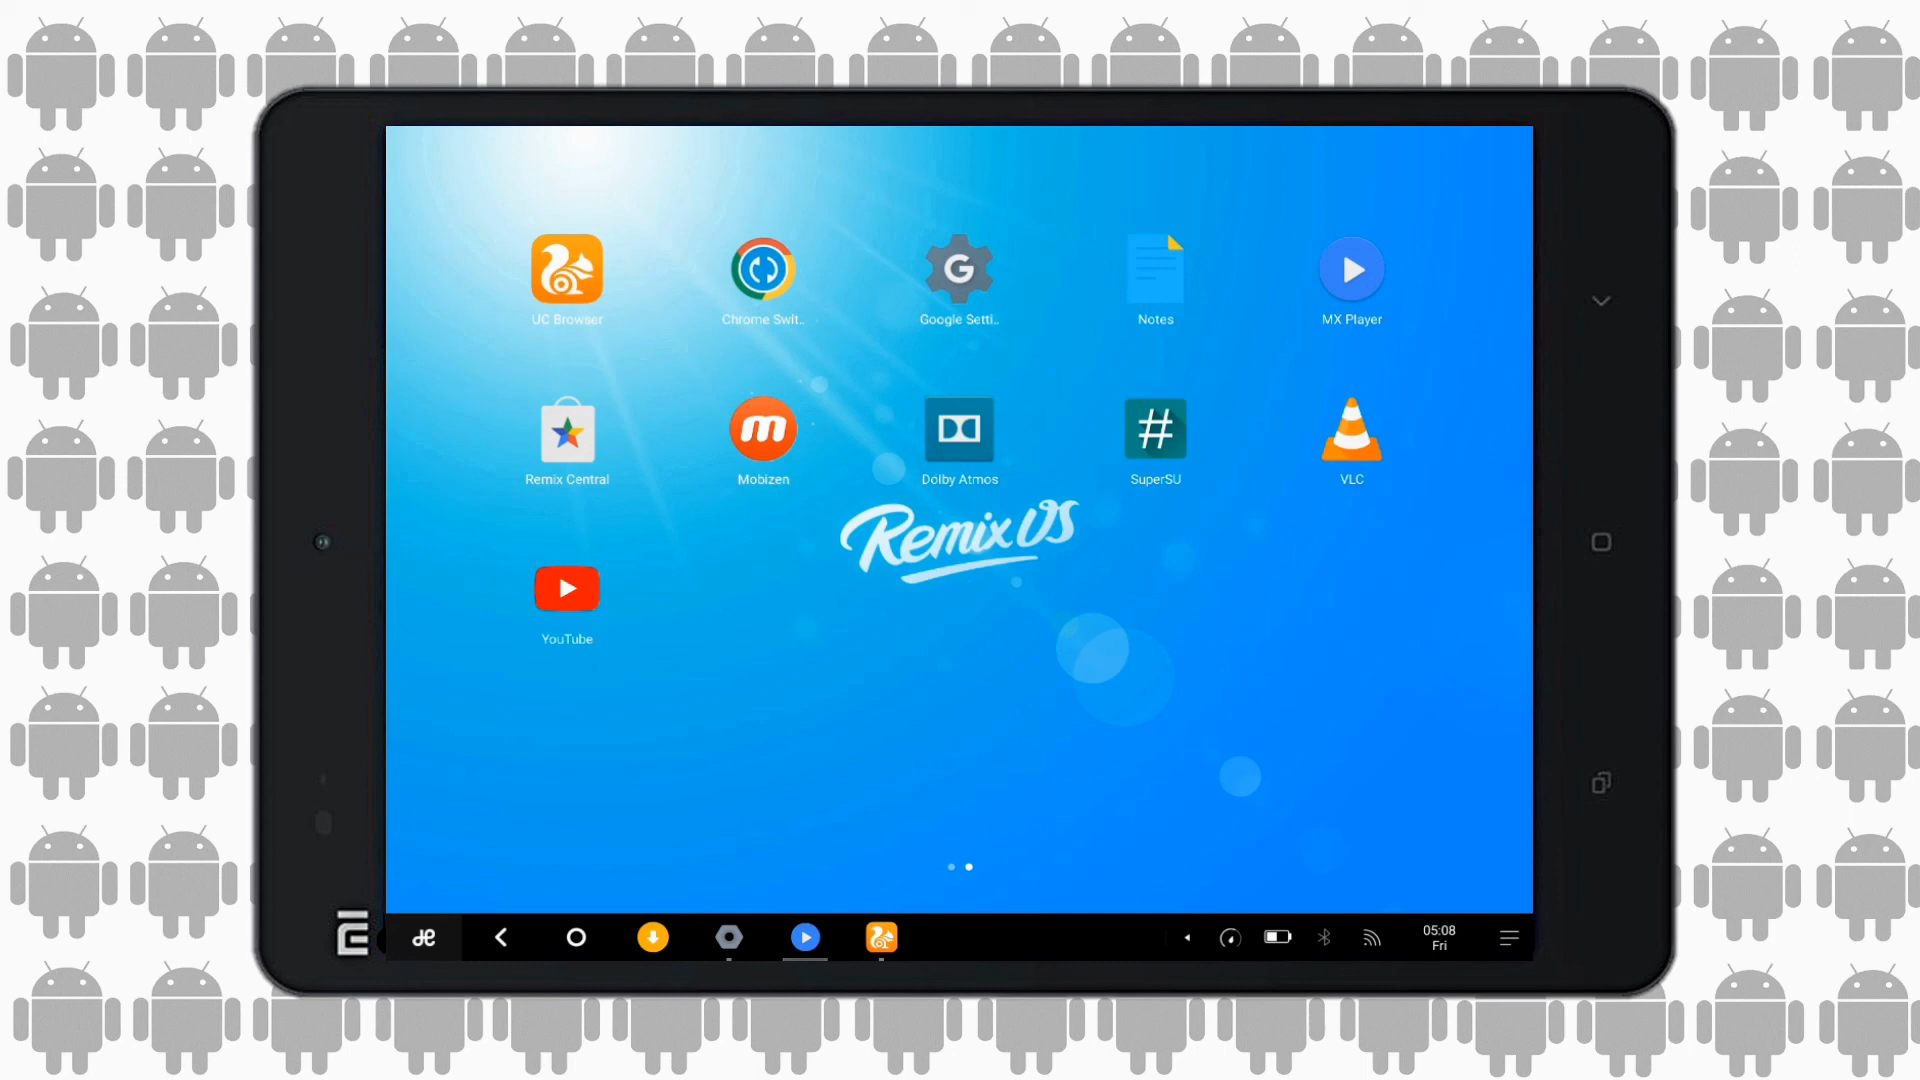 UC Browser
Chrome Swit..
Google Setti..
Notes
MX Player
Remix Central
Mobizen
Dolby Atmos
SuperSU
VLC
Remix OS
YouTube
05:08
Fri